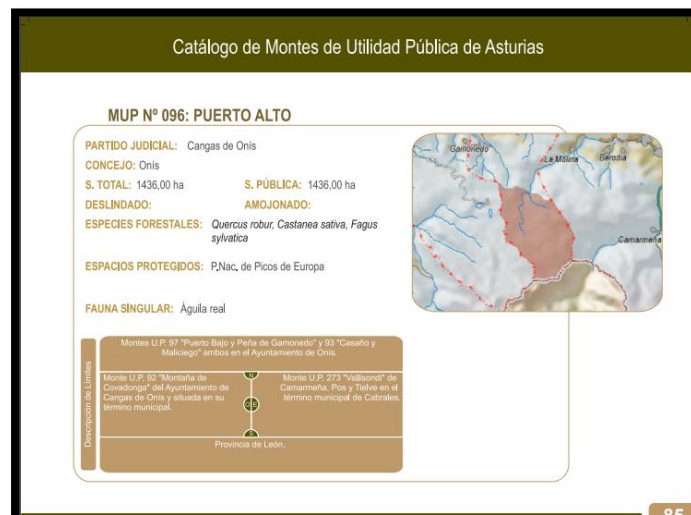 Catálogo de Montes de Utilidad Pública de Asturias
MUP Nº 096: PUERTO ALTO
PARTIDO JUDICIAL: Cangas de Onís
CONCEJO: Onís
S. TOTAL: 1436,00 ha S. PÚBLICA: 1436,00 ha
DESLINDADO: AMOJONADO:
ESPECIES FORESTALES: Quercus robur, Castanea sativa, Fagus
sylvatica
ESPACIOS PROTEGIDOS: P.Nac. de Picos de Europa
FAUNA SINGULAR: Águila real
Gamonedo
La Molina
Berodia
Camarmeña
Descripción de Límites
Montes U.P. 97 "Puerto Bajo y Peña de Gamonedo" y 93 "Casaño y
Maliciego" ambos en el Ayuntamiento de Onís.
N
Monte U.P. 92 "Montaña de
Covadonga" del Ayuntamiento de
Cangas de Onís y situada en su
término municipal.
O E
Monte U.P. 273 "Vallisondi" de
Camarmeña, Pos y Tielve en el
término municipal de Cabrales.
S
Provincia de León.
85